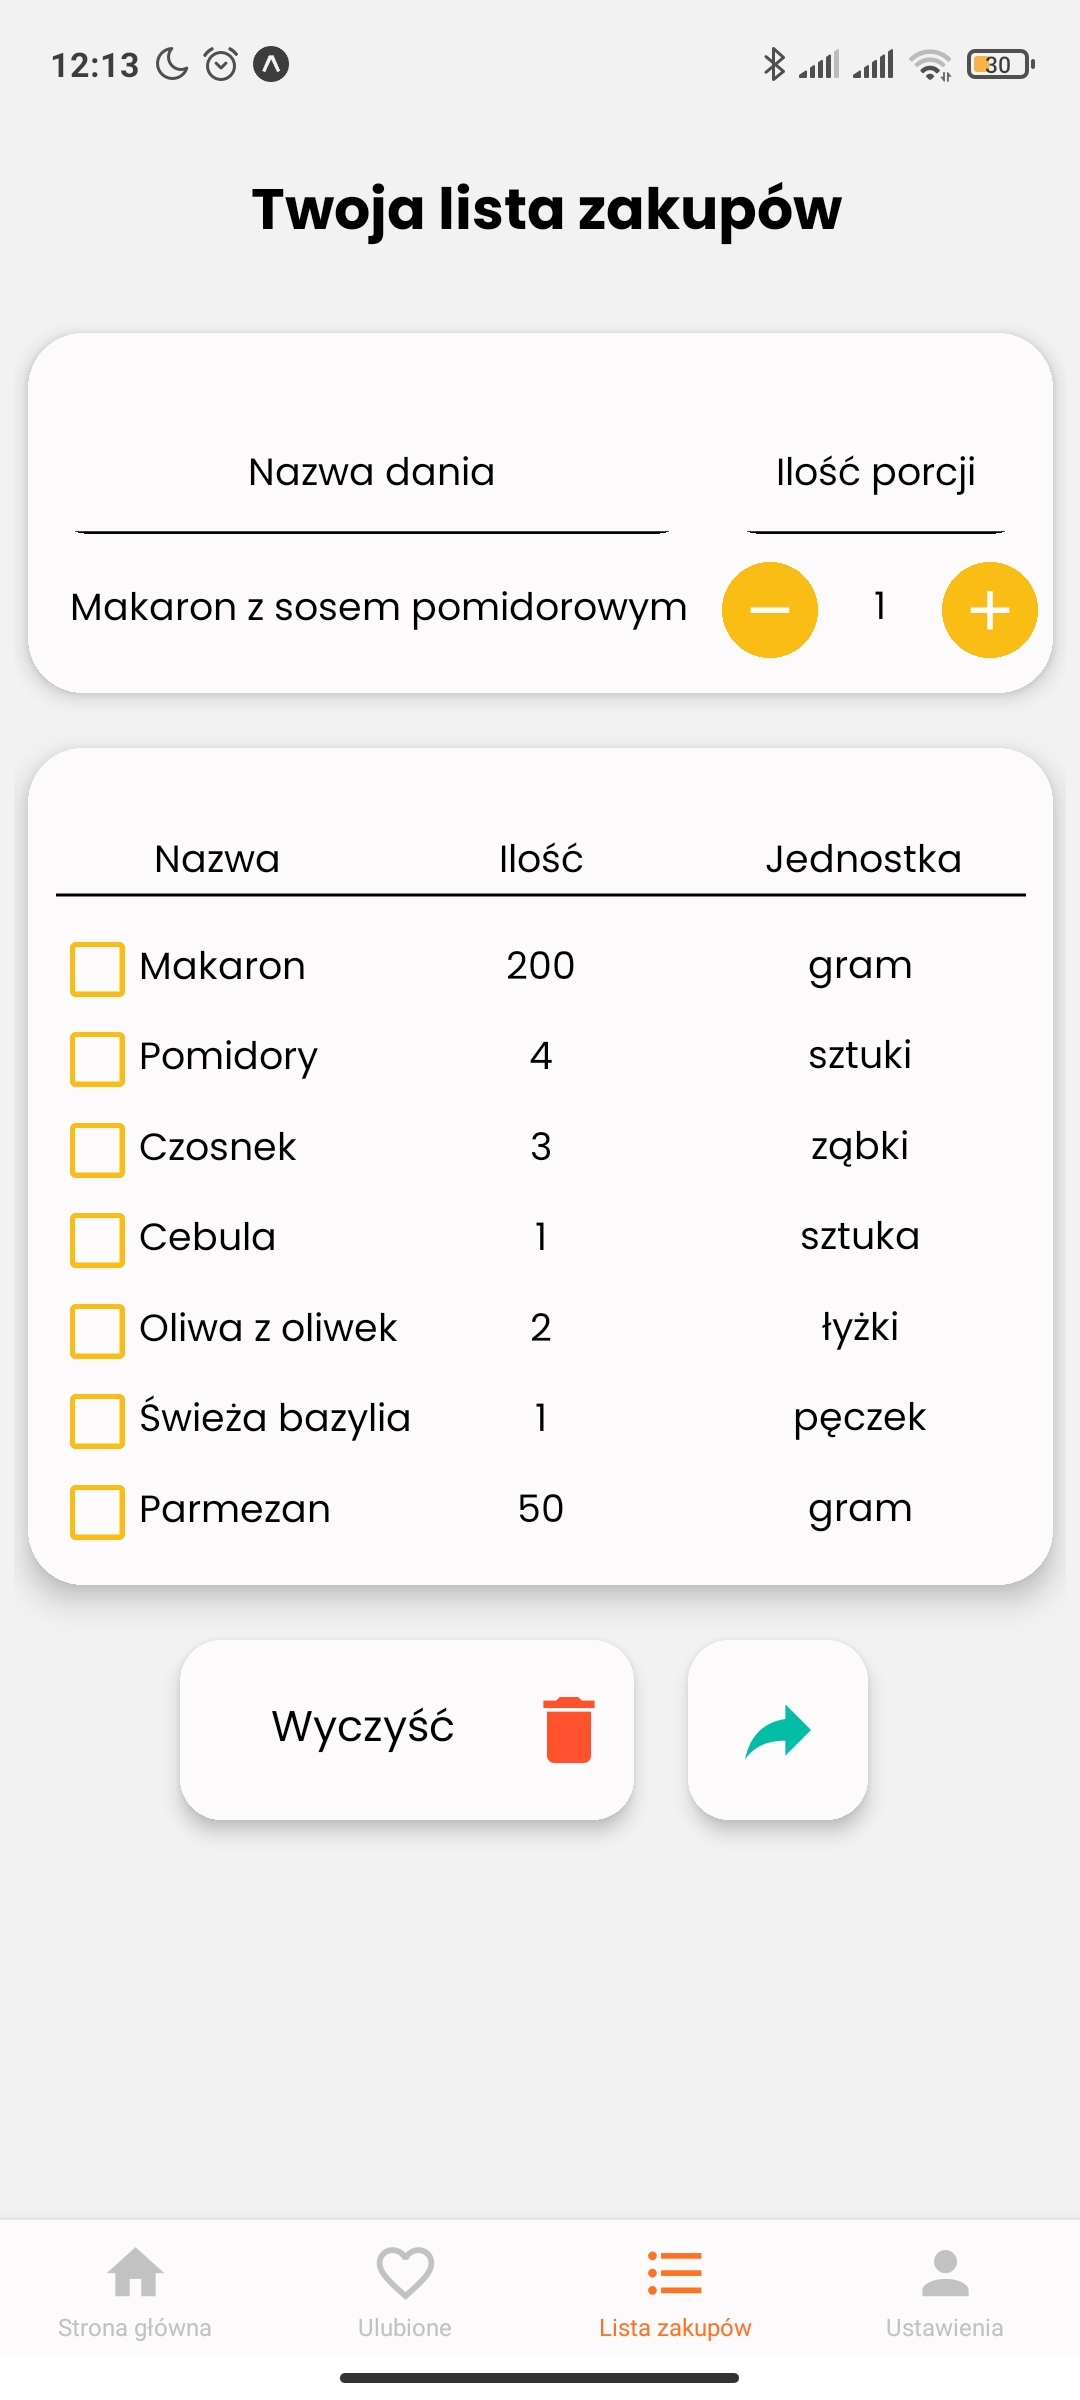 12:13
30
Twoja lista zakupów
Nazwa dania Ilość porcji
Makaron z sosem pomidorowym 1
Nazwa Ilość Jednostka
Makaron 200 gram
Pomidory 4 sztuki
Czosnek 3 ząbki
Cebula 1 sztuka
Oliwa z oliwek 2 łyżki
Świeża bazylia 1 pęczek
Parmezan 50 gram
Wyczyść
Strona główna Ulubione Lista zakupów Ustawienia